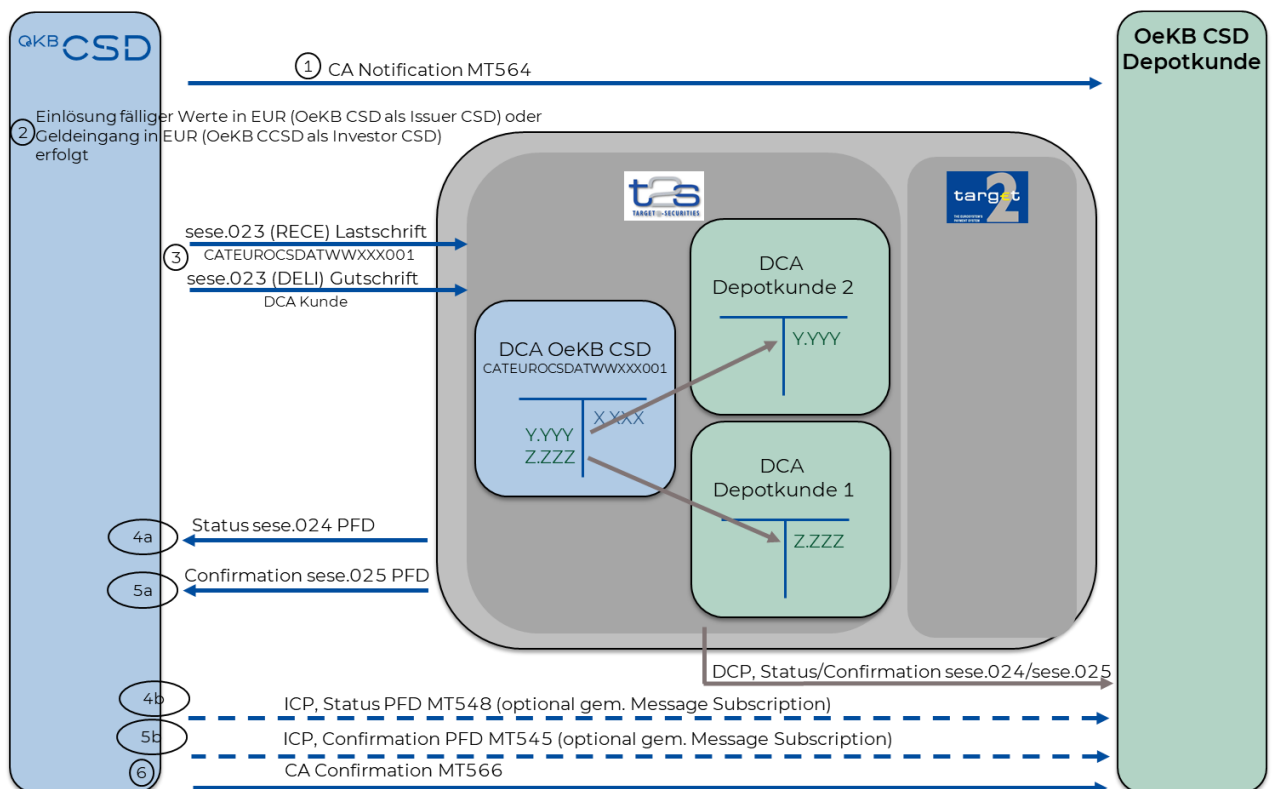 OeKB CSD
OeKB CSD
Depotkunde
1 CA Notification MT564
2 Einlösung fälliger Werte in EUR (OeKB CSD als Issuer CSD) oder
Geldeingang in EUR (OeKB CCSD als Investor CSD)
erfolgt
t2s
TARGET2-SECURITIES
target
2
THE EUROSYSTEM'S
PAYMENT SYSTEM
sese.023 (RECE) Lastschrift
3 CATEUROCSDATWWXXX001
sese.023 (DELI) Gutschrift
DCA Kunde
DCA
Depotkunde 2
Y.YYY
DCA OeKB CSD
CATEUROCSDATWWXXX001
X.XXX
Y.YYY
Z.ZZZ
DCA
Depotkunde 1
Z.ZZZ
4a Status sese.024 PFD
5a Confirmation sese.025 PFD
DCP, Status/Confirmation sese.024/sese.025
4b ICP, Status PFD MT548 (optional gem. Message Subscription)
5b ICP, Confirmation PFD MT545 (optional gem. Message Subscription)
6 CA Confirmation MT566